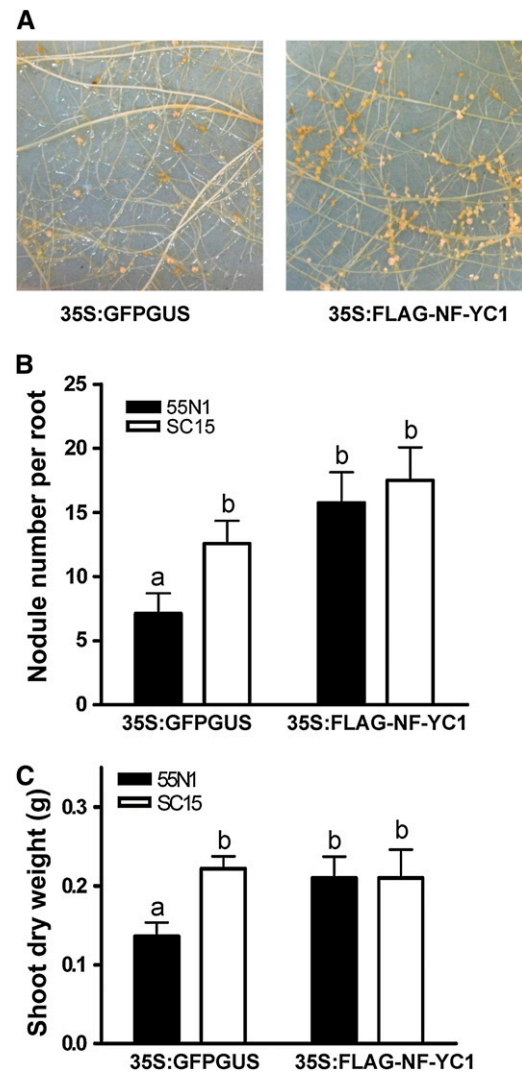 A
35S:GFPGUS 35S:FLAG-NF-YC1
B
Nodule number per root
25
20
15
10
5
0
55N1
SC15
a
b
b
b
35S:GFPGUS 35S:FLAG-NF-YC1
C
Shoot dry weight (g)
0.3
0.2
0.1
0.0
55N1
SC15
a
b
b
b
35S:GFPGUS 35S:FLAG-NF-YC1